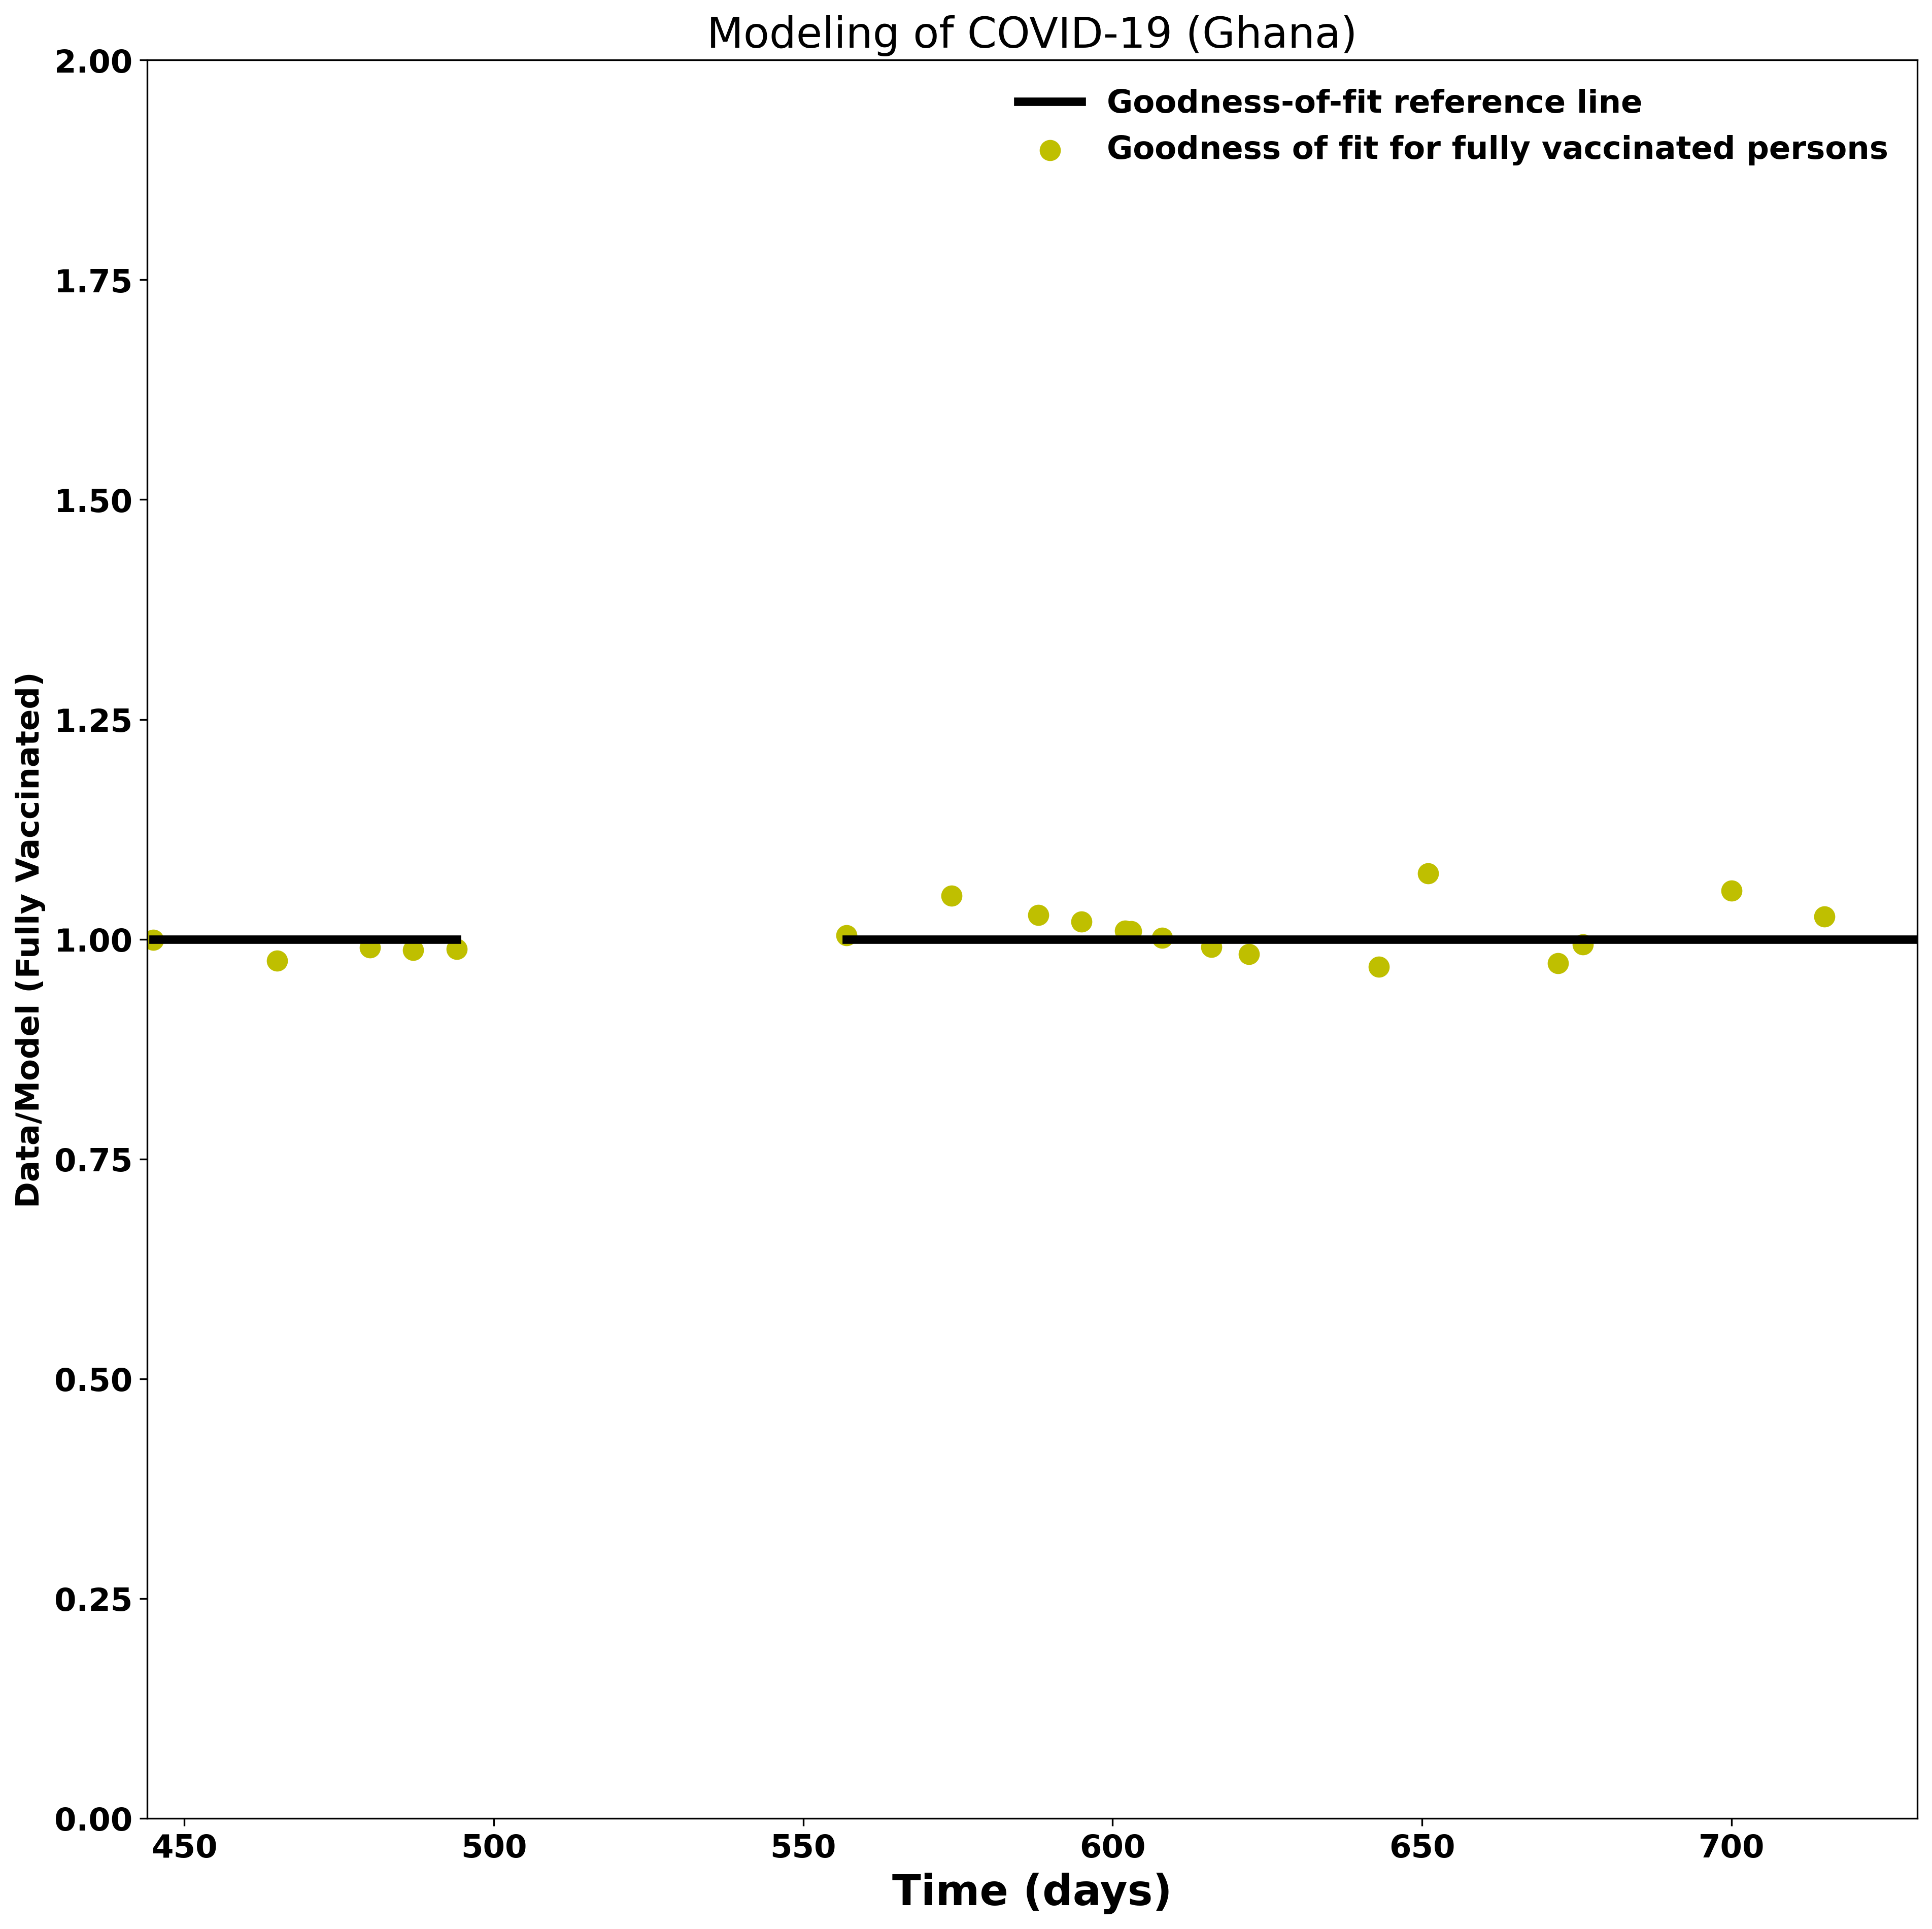 Modeling of COVID-19 (Ghana)
Goodness-of-fit reference line
Goodness of fit for fully vaccinated persons
Data/Model (Fully Vaccinated)
2.00
1.75
1.50
1.25
1.00
0.75
0.50
0.25
0.00
450 500 550 600 650 700
Time (days)